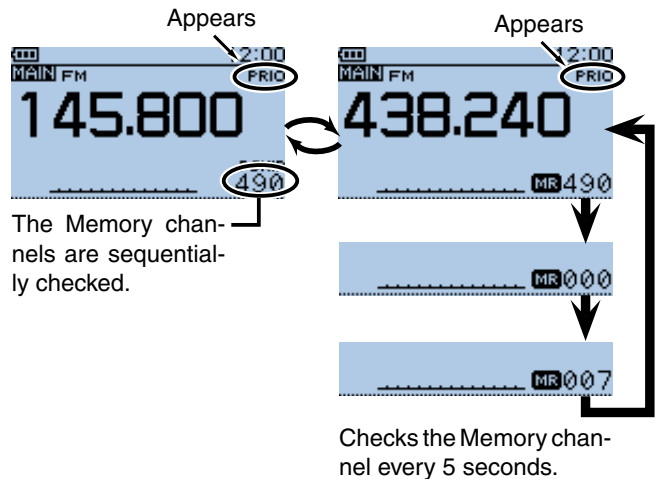 Appears
12:00
MAIN FM PRIO
145.800
490
The Memory chan-
nels are sequential-
ly checked.
Appears
12:00
MAIN FM PRIO
438.240
MR 490
MR 000
MR 007
Checks the Memory chan-
nel every 5 seconds.